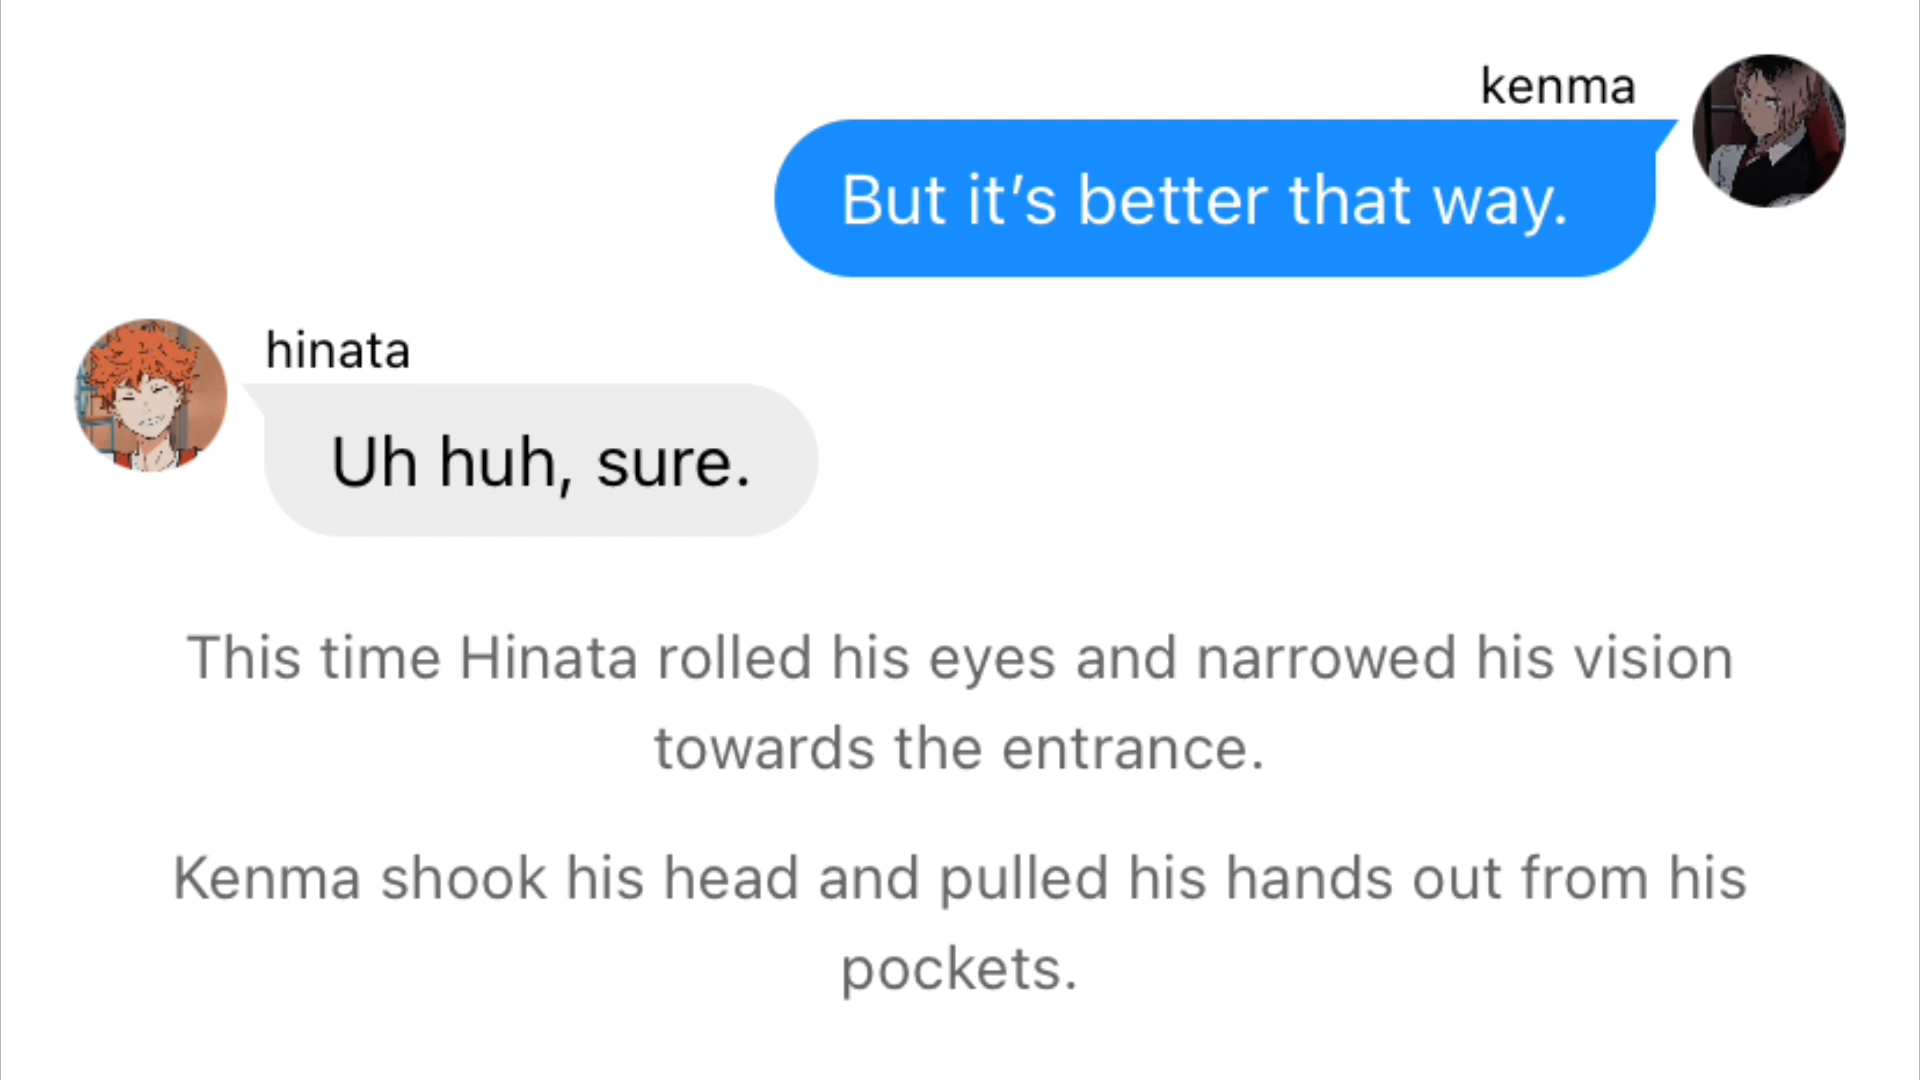 kenma
But it’s better that way.
hinata
Uh huh, sure.
This time Hinata rolled his eyes and narrowed his vision
towards the entrance.
Kenma shook his head and pulled his hands out from his
pockets.